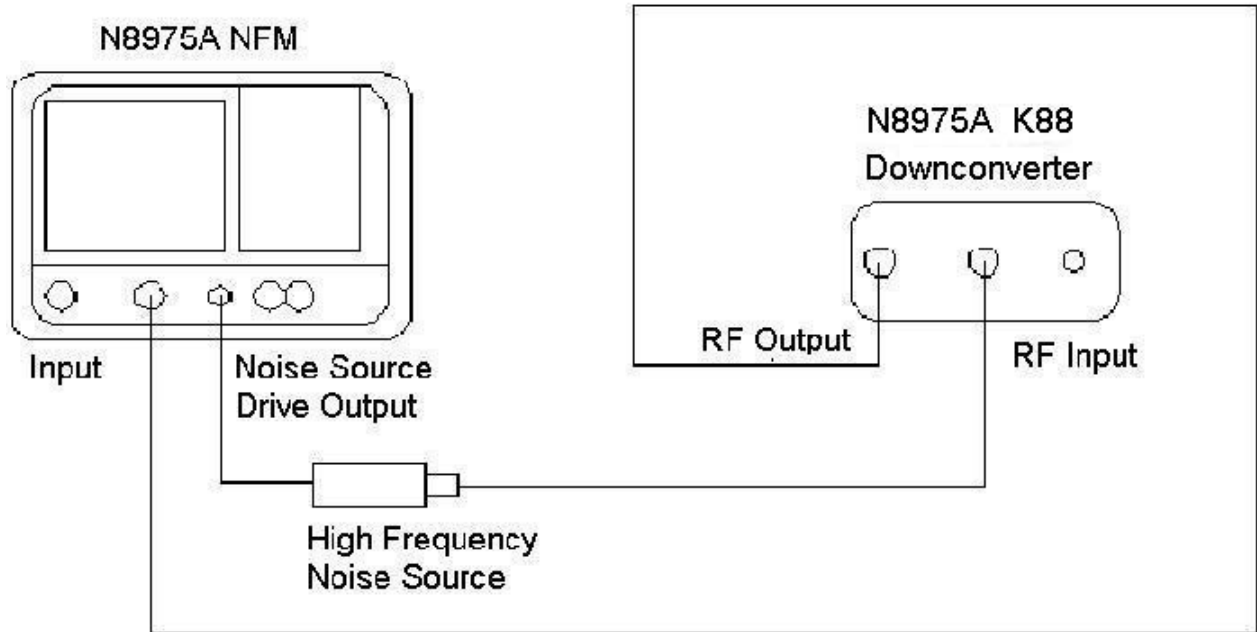 N8975A NFM
N8975A K88
Downconverter
RF Output
RF Input
Input
Noise Source
Drive Output
High Frequency
Noise Source